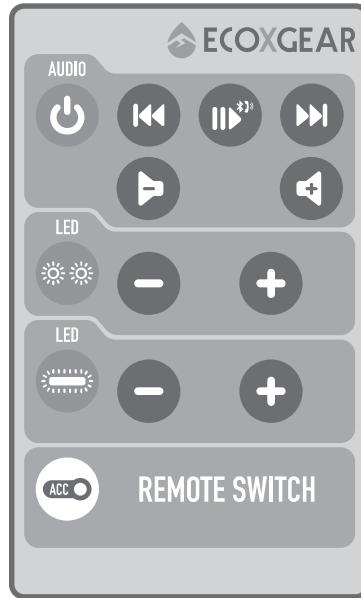 ECOXGEAR
AUDIO
LED
LED
ACC
REMOTE SWITCH